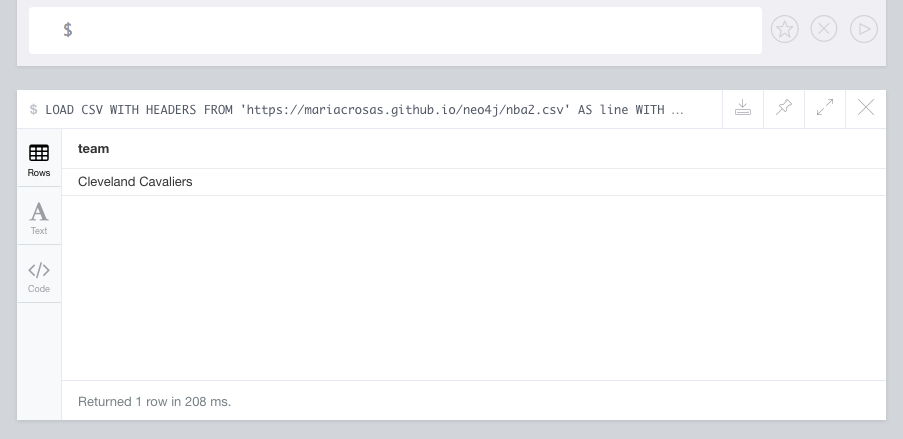 $
$ LOAD CSV WITH HEADERS FROM 'https://mariacrosas.github.io/neo4j/nba2.csv' AS line WITH ...
Rows
team
Cleveland Cavaliers
A
Text
</>
Code
Returned 1 row in 208 ms.